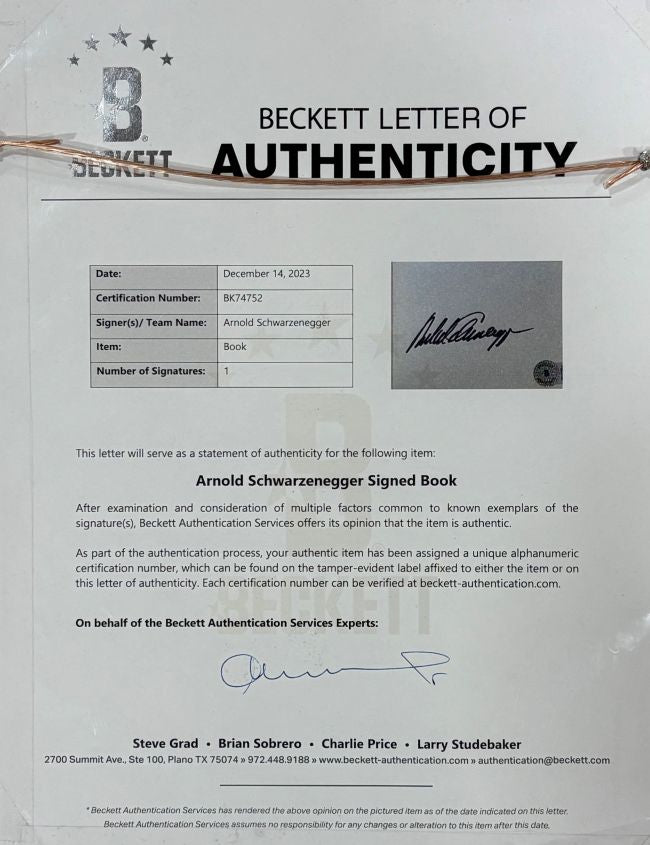 B®
BECKETT
BECKETT LETTER OF
AUTHENTICITY
Date: December 14, 2023
Certification Number: BK74752
Signer(s)/ Team Name: Arnold Schwarzenegger
Item: Book
Number of Signatures: 1
This letter will serve as a statement of authenticity for the following item:
Arnold Schwarzenegger Signed Book
After examination and consideration of multiple factors common to known exemplars of the
signature(s), Beckett Authentication Services offers its opinion that the item is authentic.
As part of the authentication process, your authentic item has been assigned a unique alphanumeric
certification number, which can be found on the tamper-evident label affixed to either the item or on
this letter of authenticity. Each certification number can be verified at beckett-authentication.com.
BECKETT
On behalf of the Beckett Authentication Services Experts:
Steve Grad • Brian Sobrero • Charlie Price • Larry Studebaker
2700 Summit Ave., Ste 100, Plano TX 75074 » 972.448.9188 » www.beckett-authentication.com » authentication@beckett.com
*Beckett Authentication Services has rendered the above opinion on the pictured item as of the date indicated on this letter.
Beckett Authentication Services assumes no responsibility for any changes or alteration to this item after this date.